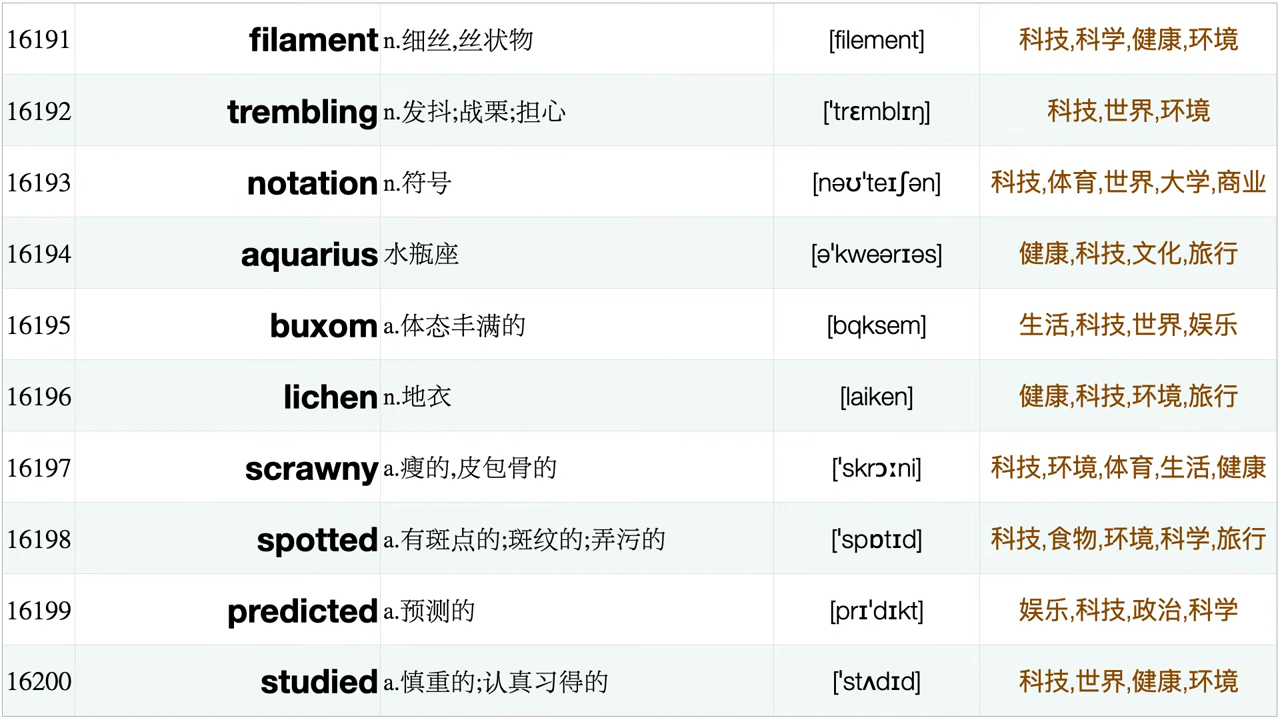 16191 filament n.细丝,丝状物 [filement] 科技,科学,健康,环境
16192 trembling n.发抖;战栗;担心 ['trɛmblɪŋ] 科技,世界,环境
16193 notation n.符号 [nəʊ'teɪʃən] 科技,体育,世界,大学,商业
16194 aquarius 水瓶座 [ə'kweərɪəs] 健康,科技,文化,旅行
16195 buxom a.体态丰满的 [bqksem] 生活,科技,世界,娱乐
16196 lichen n.地衣 [laiken] 健康,科技,环境,旅行
16197 scrawny a.瘦的,皮包骨的 ['skrɔːni] 科技,环境,体育,生活,健康
16198 spotted a.有斑点的;斑纹的;弄污的 ['spɒtɪd] 科技,食物,环境,科学,旅行
16199 predicted a.预测的 [prɪ'dɪkt] 娱乐,科技,政治,科学
16200 studied a.慎重的;认真习得的 ['stʌdɪd] 科技,世界,健康,环境